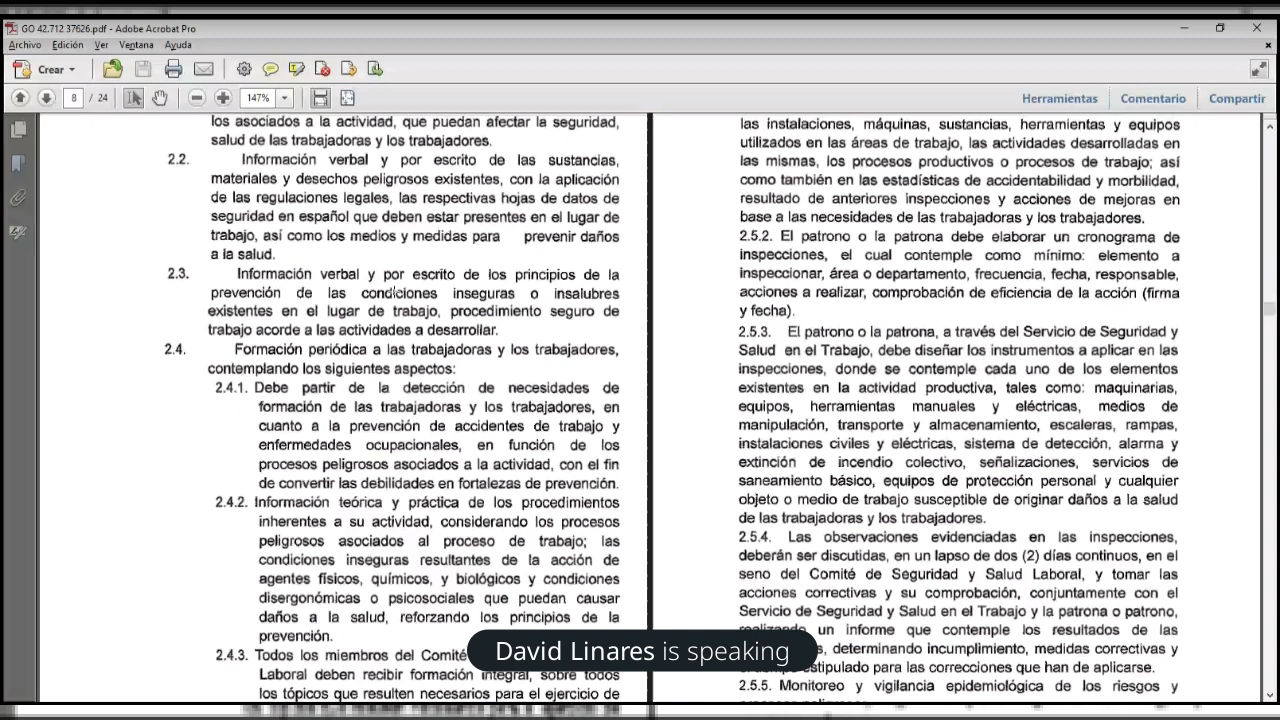 GO 42.712 37626.pdf - Adobe Acrobat Pro
Archivo Edición Ver Ventana Ayuda
Crear
8 / 24
147%
Herramientas Comentario Compartir
los asociados a la actividad, que puedan afectar la seguridad,
salud de las trabajadoras y los trabajadores.
2.2. Información verbal y por escrito de las sustancias,
materiales y desechos peligrosos existentes, con la aplicación
de las regulaciones legales, las respectivas hojas de datos de
seguridad en español que deben estar presentes en el lugar de
trabajo, así como los medios y medidas para prevenir daños
a la salud.
2.3. Información verbal y por escrito de los principios de la
prevención de las condiciones inseguras o insalubres
existentes en el lugar de trabajo, procedimiento seguro de
trabajo acorde a las actividades a desarrollar.
2.4. Formación periódica a las trabajadoras y los trabajadores,
contemplando los siguientes aspectos:
2.4.1. Debe partir de la detección de necesidades de
formación de las trabajadoras y los trabajadores, en
cuanto a la prevención de accidentes de trabajo y
enfermedades ocupacionales, en función de los
procesos peligrosos asociados a la actividad, con el fin
de convertir las debilidades en fortalezas de prevención.
2.4.2. Información teórica y práctica de los procedimientos
inherentes a su actividad, considerando los procesos
peligrosos asociados al proceso de trabajo; las
condiciones inseguras resultantes de la acción de
agentes físicos, químicos, y biológicos y condiciones
disergonómicas o psicosociales que puedan causar
daños a la salud, reforzando los principios de la
prevención.
2.4.3. Todos los miembros del Comité
Laboral deben recibir formación integral, sobre todos
los tópicos que resulten necesarios para el ejercicio de
las instalaciones, máquinas, sustancias, herramientas y equipos
utilizados en las áreas de trabajo, las actividades desarrolladas en
las mismas, los procesos productivos o procesos de trabajo; así
como también en las estadísticas de accidentabilidad y morbilidad,
resultado de anteriores inspecciones y acciones de mejoras en
base a las necesidades de las trabajadoras y los trabajadores.
2.5.2. El patrono o la patrona debe elaborar un cronograma de
inspecciones, el cual contemple como mínimo: elemento a
inspeccionar, área o departamento, frecuencia, fecha, responsable,
acciones a realizar, comprobación de eficiencia de la acción (firma
y fecha).
2.5.3. El patrono o la patrona, a través del Servicio de Seguridad y
Salud en el Trabajo, debe diseñar los instrumentos a aplicar en las
inspecciones, donde se contemple cada uno de los elementos
existentes en la actividad productiva, tales como: maquinarias,
equipos, herramientas manuales y eléctricas, medios de
manipulación, transporte y almacenamiento, escaleras, rampas,
instalaciones civiles y eléctricas, sistema de detección, alarma y
extinción de incendio colectivo, señalizaciones, servicios de
saneamiento básico, equipos de protección personal y cualquier
objeto o medio de trabajo susceptible de originar daños a la salud
de las trabajadoras y los trabajadores.
2.5.4. Las observaciones evidenciadas en las inspecciones,
deberán ser discutidas, en un lapso de dos (2) días continuos, en el
seno del Comité de Seguridad y Salud Laboral, y tomar las
acciones correctivas y su comprobación, conjuntamente con el
Servicio de Seguridad y Salud en el Trabajo y la patrona o patrono,
realizando un informe que contemple los resultados de las
determinando incumplimiento, medidas correctivas y
estipulado para las correcciones que han de aplicarse.
2.5.5. Monitoreo y vigilancia epidemiológica de los riesgos y
David Linares is speaking